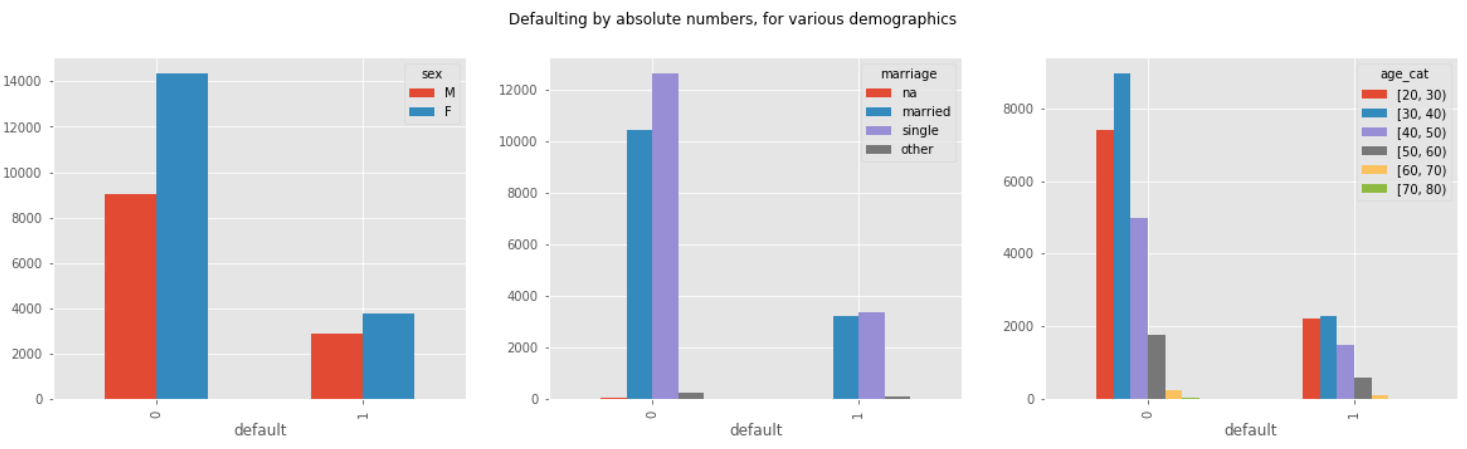 Defaulting by absolute numbers, for various demographics
14000
12000
10000
8000
6000
4000
2000
0
sex
M
F
0
1
default
12000
10000
8000
6000
4000
2000
0
marriage
na
married
single
other
0
1
default
8000
6000
4000
2000
0
age_cat
[20, 30)
[30, 40)
[40, 50)
[50, 60)
[60, 70)
[70, 80)
0
1
default